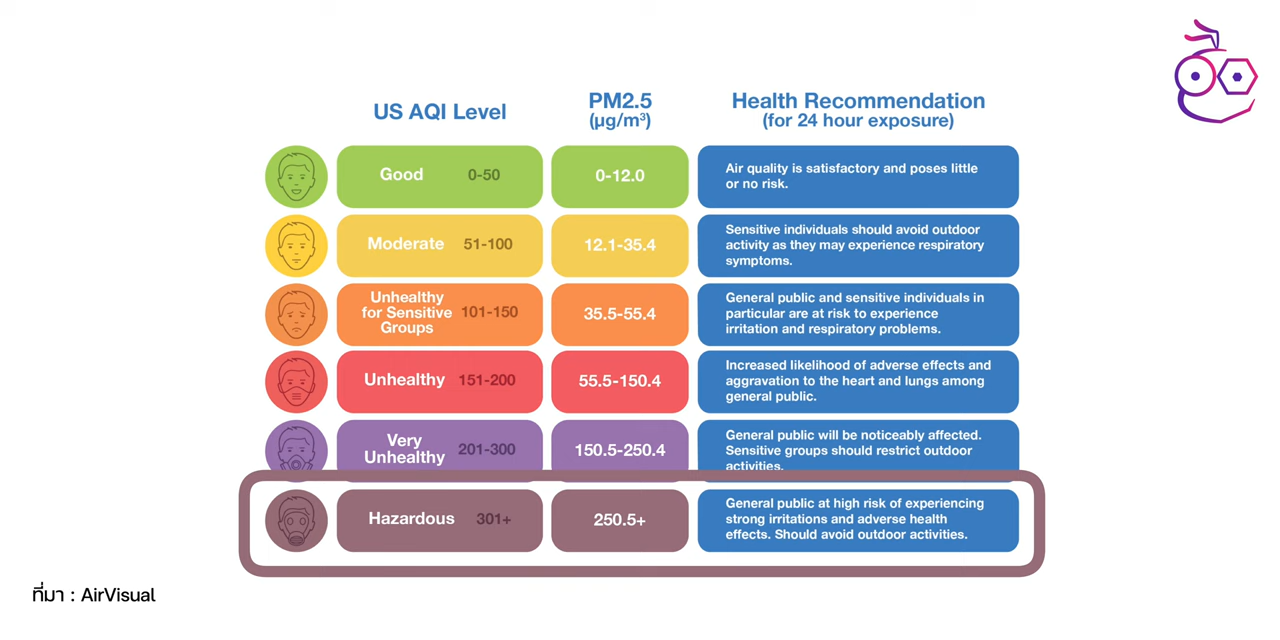 US AQI Level
PM2.5
(µg/m³)
Health Recommendation
(for 24 hour exposure)
Good 0-50
0-12.0
Air quality is satisfactory and poses little
or no risk.
Moderate 51-100
12.1-35.4
Sensitive individuals should avoid outdoor
activity as they may experience respiratory
symptoms.
Unhealthy
for Sensitive
Groups
101-150
35.5-55.4
General public and sensitive individuals in
particular are at risk to experience
irritation and respiratory problems.
Unhealthy 151-200
55.5-150.4
Increased likelihood of adverse effects and
aggravation to the heart and lungs among
general public.
Very
Unhealthy
201-300
150.5-250.4
General public will be noticeably affected.
Sensitive groups should restrict outdoor
activities.
Hazardous 301+
250.5+
General public at high risk of experiencing
strong irritations and adverse health
effects. Should avoid outdoor activities.
ที่มา : AirVisual